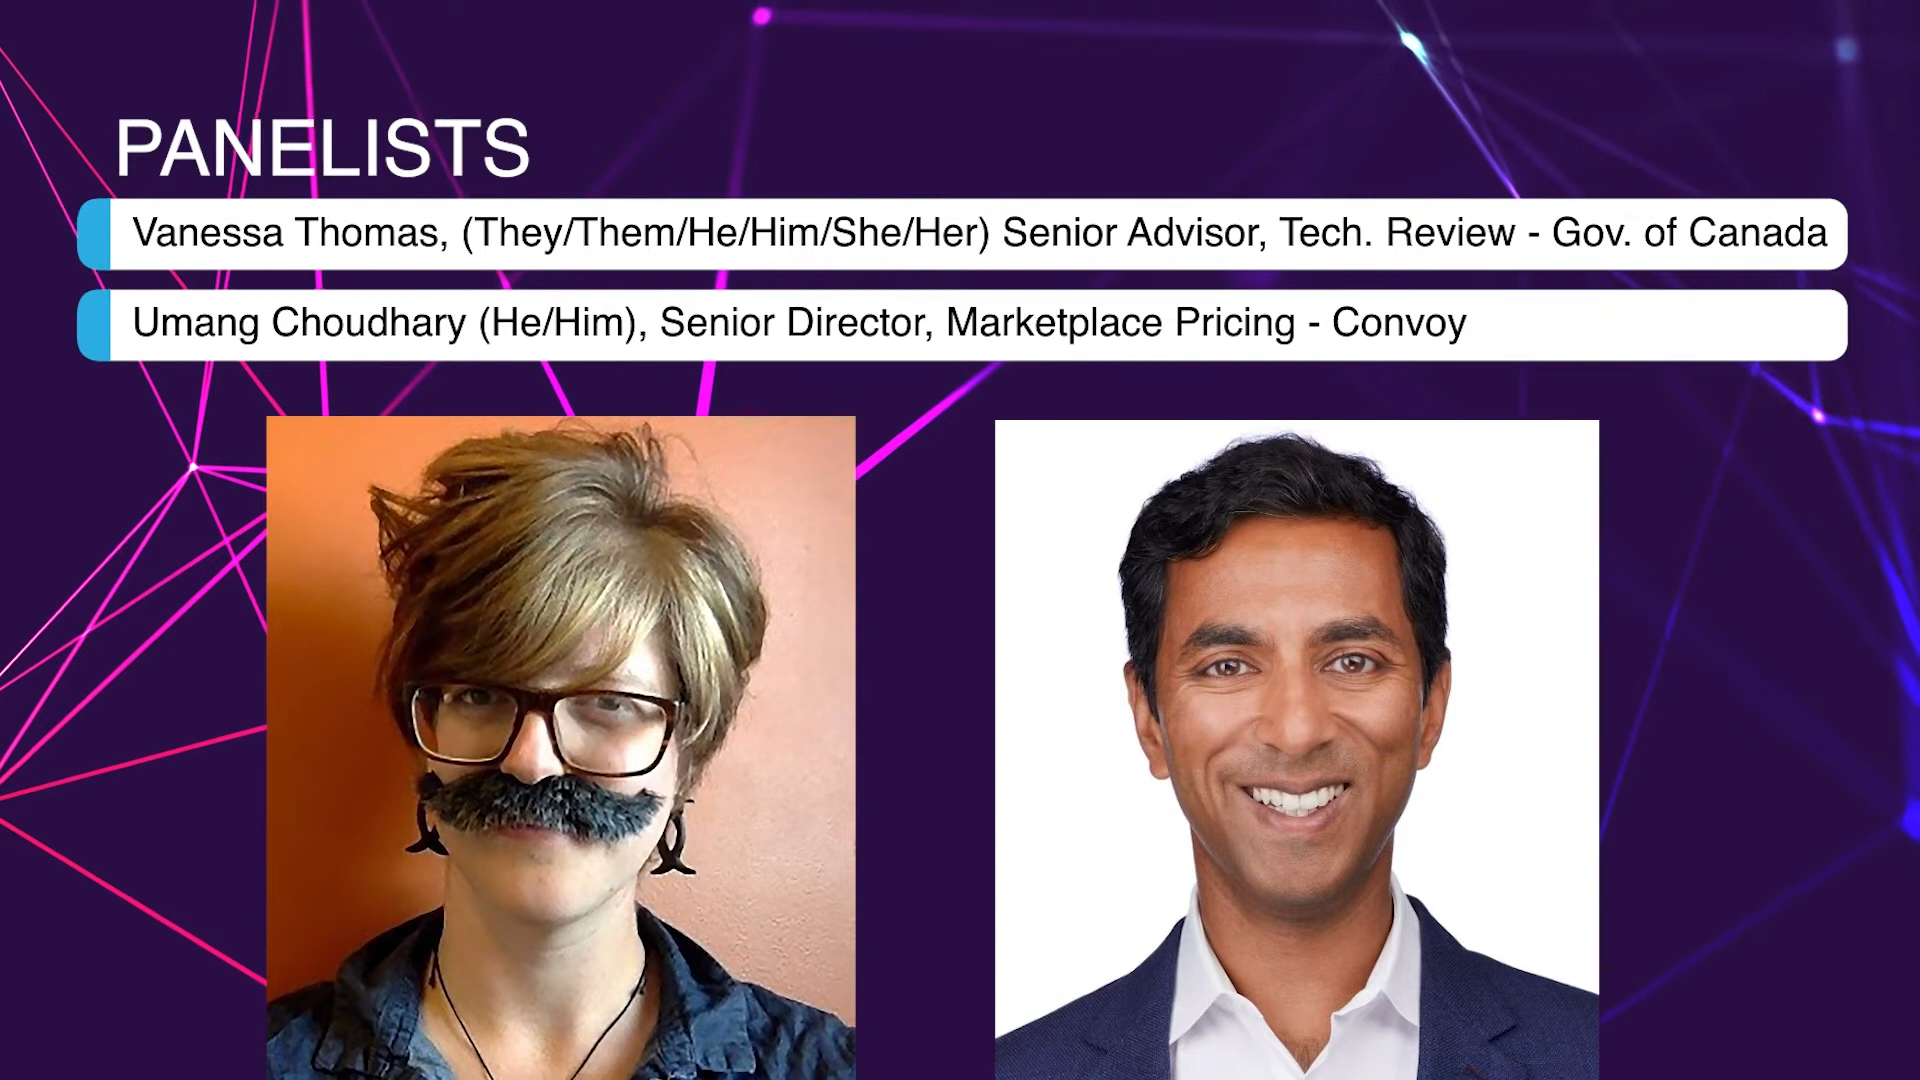 PANELISTS
Vanessa Thomas, (They/Them/He/Him/She/Her) Senior Advisor, Tech. Review - Gov. of Canada
Umang Choudhary (He/Him), Senior Director, Marketplace Pricing - Convoy